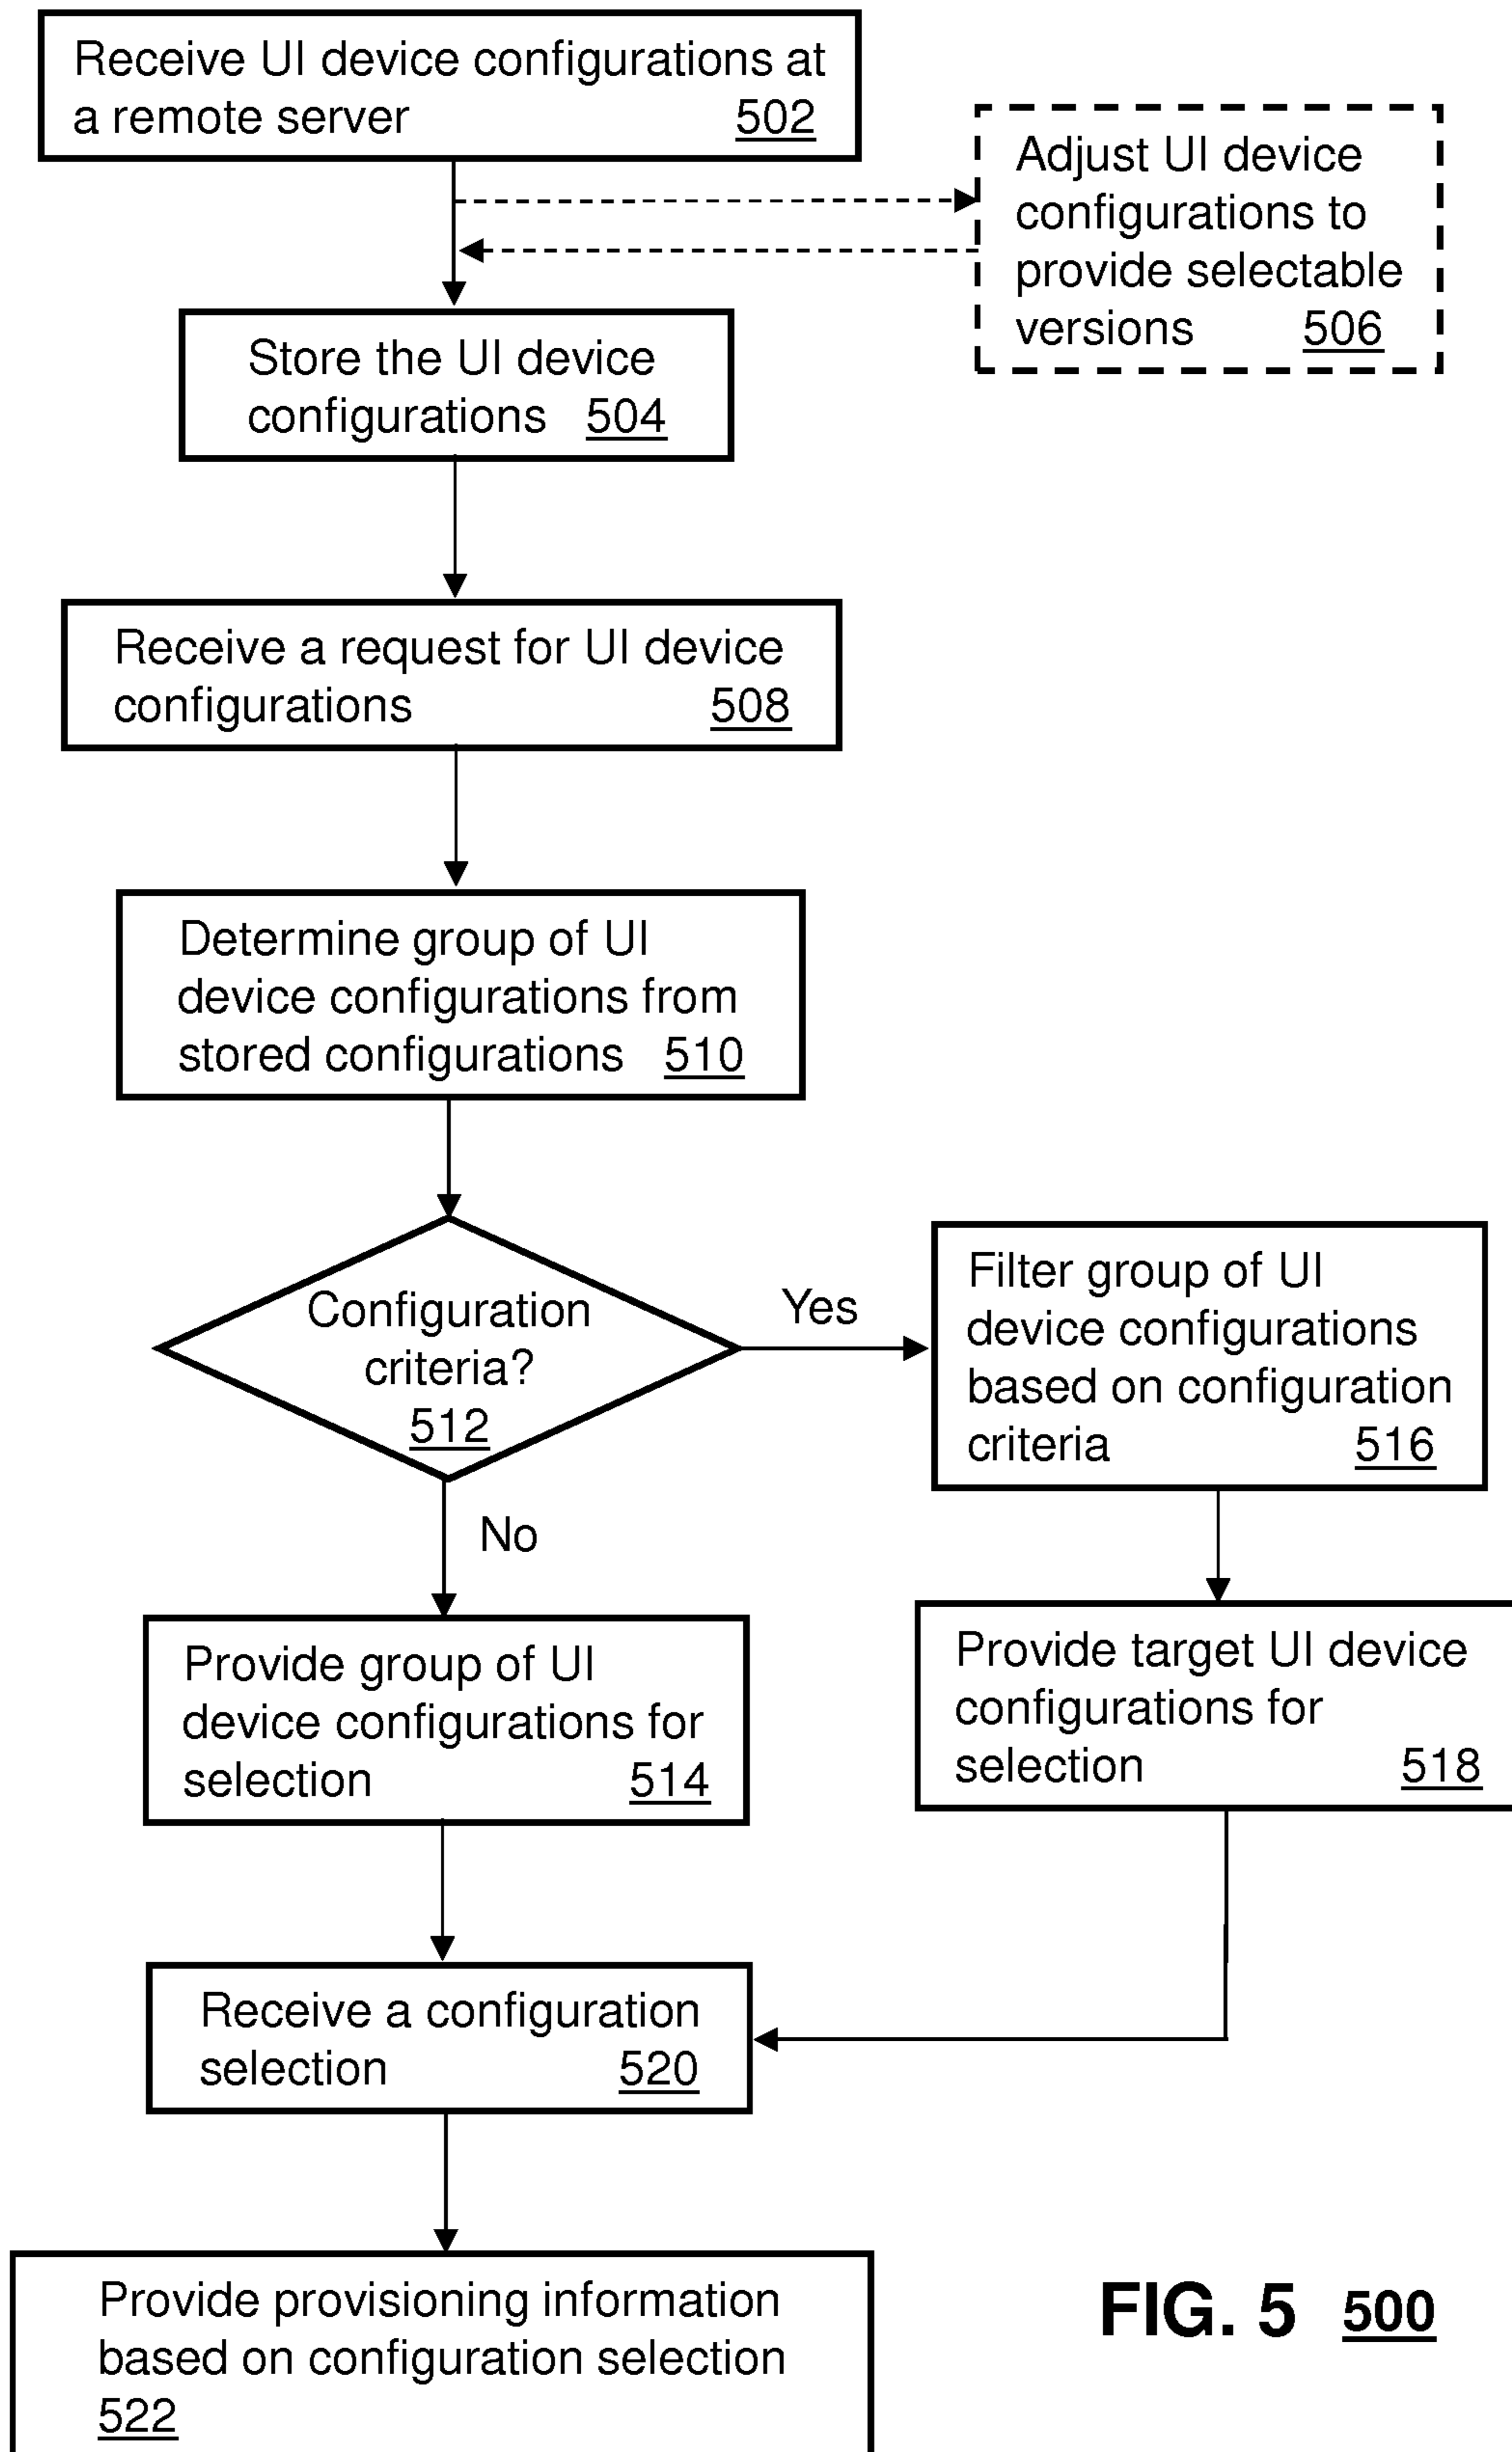 Receive UI device configurations at
a remote server 502
Adjust UI device
configurations to
provide selectable
versions 506
Store the UI device
configurations 504
Receive a request for UI device
configurations 508
Determine group of UI
device configurations from
stored configurations 510
Configuration
criteria?
512
Yes
Filter group of UI
device configurations
based on configuration
criteria 516
No
Provide group of UI
device configurations for
selection 514
Provide target UI device
configurations for
selection 518
Receive a configuration
selection 520
Provide provisioning information
based on configuration selection
522
FIG. 5 500